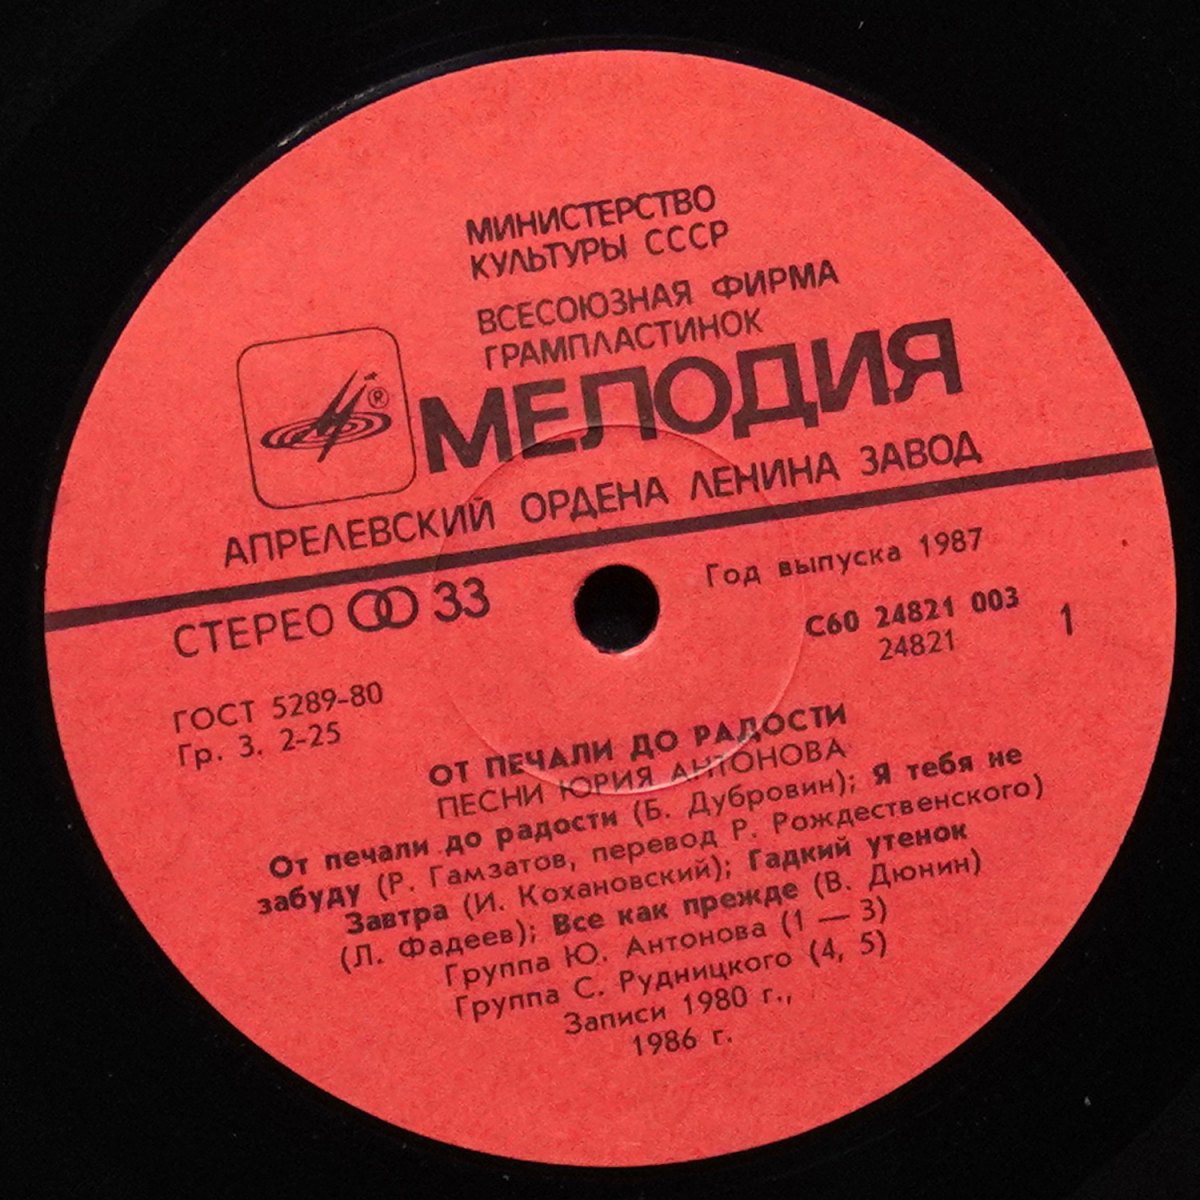 МИНИСТЕРСТВО
КУЛЬТУРЫ СССР
ВСЕСОЮЗНАЯ ФИРМА
ГРАМПЛАСТИНОК
МЕЛОДИЯ
®
АПРЕЛЕВСКИЙ ОРДЕНА ЛЕНИНА ЗАВОД
СТЕРЕО 33
Год выпуска 1987
С60 24821 003
24821
1
ГОСТ 5289-80
Гр. 3. 2-25
ОТ ПЕЧАЛИ ДО РАДОСТИ
ПЕСНИ ЮРИЯ АНТОНОВА
От печали до радости (Б. Дубровин); Я тебя не
забуду (Р. Гамзатов, перевод Р. Рождественского)
Завтра (И. Кохановский); Гадкий утенок
(Л. Фадеев); Все как прежде (В. Дюнин)
Группа Ю. Антонова (1 — 3)
Группа С. Рудницкого (4, 5)
Записи 1980 г.,
1986 г.